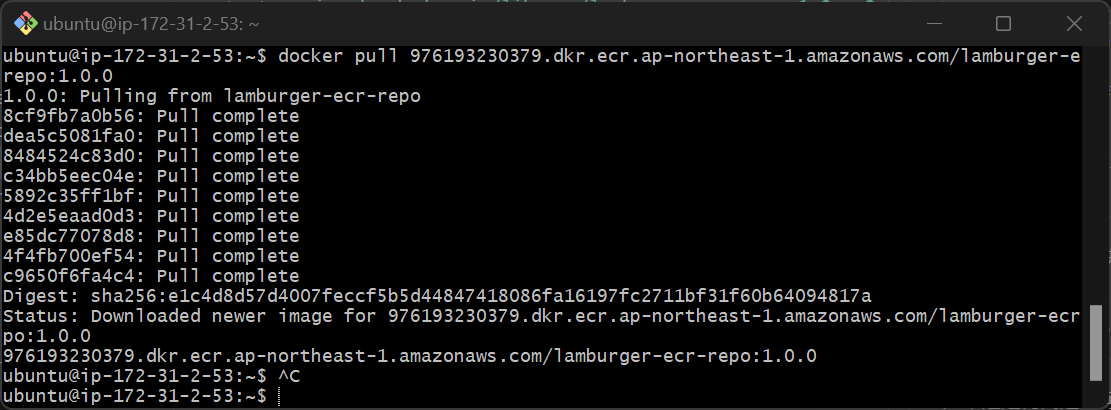 ubuntu@ip-172-31-2-53: ~
ubuntu@ip-172-31-2-53:~$ docker pull 976193230379.dkr.ecr.ap-northeast-1.amazonaws.com/lamburger-e
repo:1.0.0
1.0.0: Pulling from lamburger-ecr-repo
8cf9fb7a0b56: Pull complete
dea5c5081fa0: Pull complete
8484524c83d0: Pull complete
c34bb5eec04e: Pull complete
5892c35ff1bf: Pull complete
4d2e5eaad0d3: Pull complete
e85dc77078d8: Pull complete
4f4fb700ef54: Pull complete
c9650f6fa4c4: Pull complete
Digest: sha256:e1c4d8d57d4007feccf5b5d44847418086fa16197fc2711bf31f60b64094817a
Status: Downloaded newer image for 976193230379.dkr.ecr.ap-northeast-1.amazonaws.com/lamburger-ecr
po:1.0.0
976193230379.dkr.ecr.ap-northeast-1.amazonaws.com/lamburger-ecr-repo:1.0.0
ubuntu@ip-172-31-2-53:~$ ^C
ubuntu@ip-172-31-2-53:~$